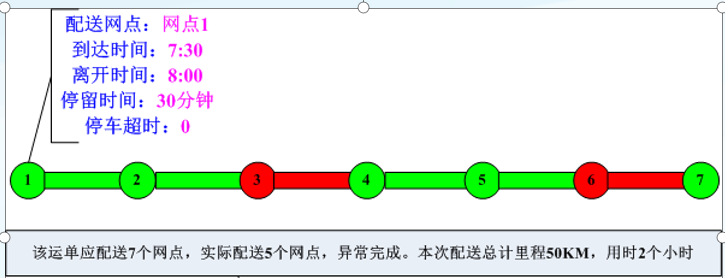 配送网点：网点1
到达时间：7:30
离开时间：8:00
停留时间：30分钟
停车超时：0
1 2 3 4 5 6 7
该运单应配送7个网点，实际配送5个网点，异常完成。本次配送总计里程50KM，用时2个小时